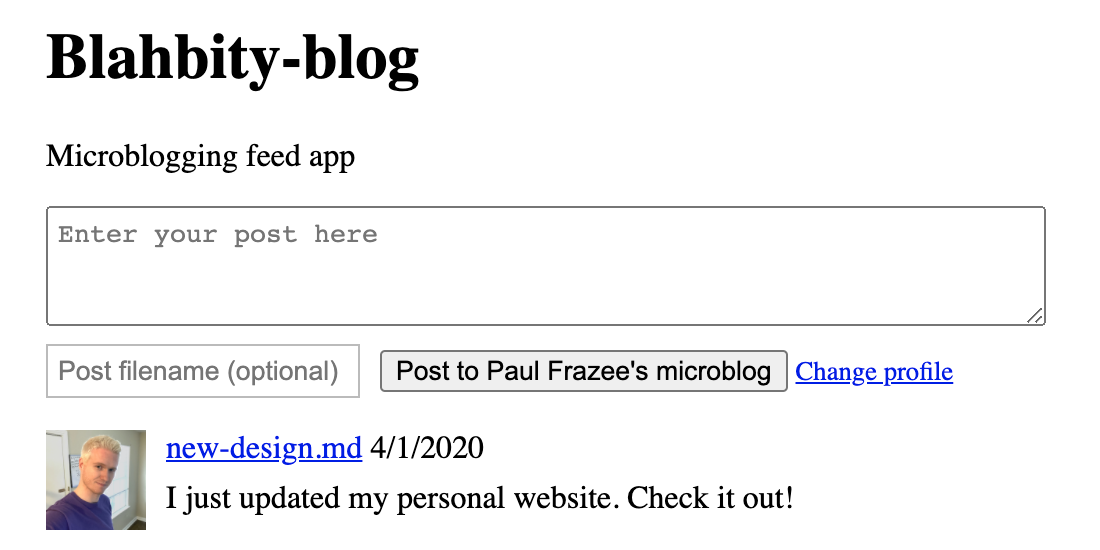 Blahbity-blog
Microblogging feed app
Enter your post here
Post filename (optional) Post to Paul Frazee's microblog Change profile
new-design.md 4/1/2020
I just updated my personal website. Check it out!